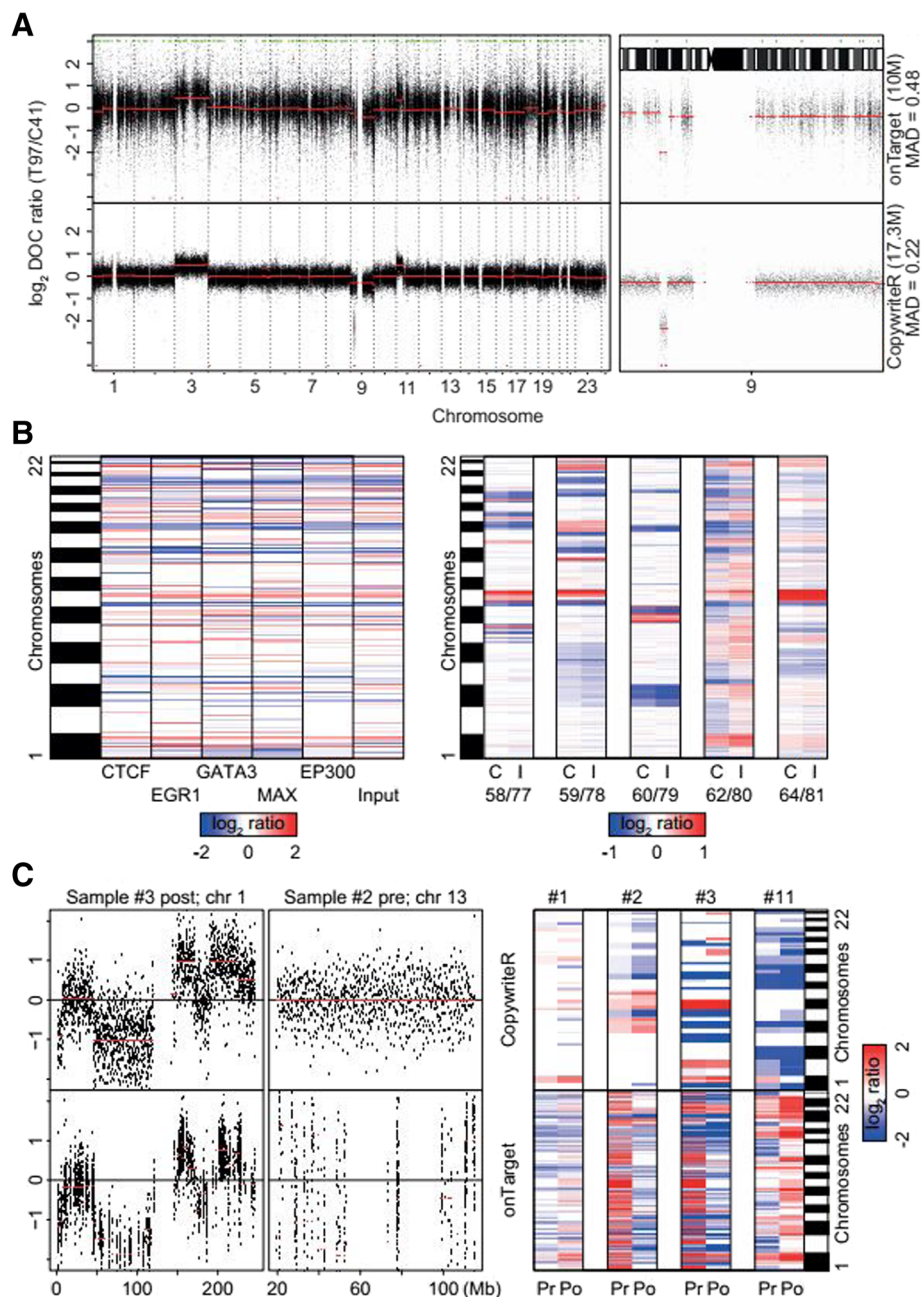 A
log₂ DOC ratio (T97/C41)
2
1
0
-1
-2
2
1
0
-1
-2
onTarget (10M)
MAD = 0.48
CopywriteR (17.3M)
MAD = 0.22
1 3 5 7 9 11 13 15 17 19 23
9
Chromosome
B
Chromosomes
22
1
CTCF GATA3 EP300
EGR1 MAX Input
log₂ ratio
-2 0 2
Chromosomes
22
1
C I C I C I C I C I
58/77 59/78 60/79 62/80 64/81
log₂ ratio
-1 0 1
C
Sample #3 post; chr 1
Sample #2 pre; chr 13
#1 #2 #3 #11
CopywriteR
1
0
-1
onTarget
1
0
-1
0 100 200
20 60 100 (Mb)
Chromosomes
22
1
Chromosomes
22
1
Pr Po Pr Po Pr Po Pr Po
log₂ ratio
2
0
-2